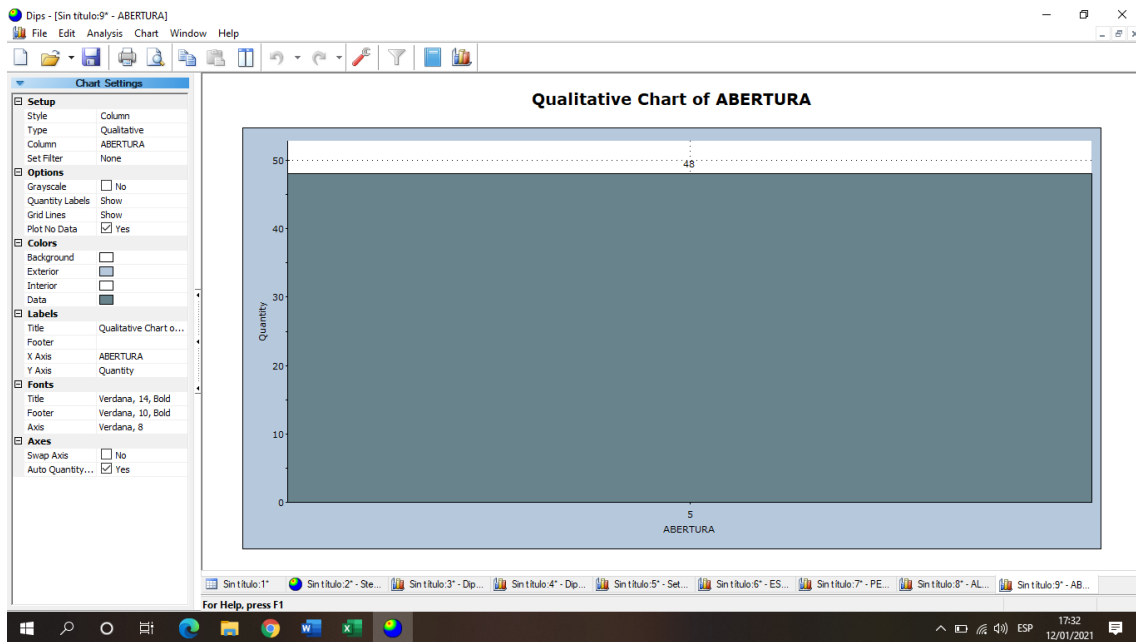 Dips - [Sin título:9* - ABERTURA]
File Edit Analysis Chart Window Help
Chart Settings
Setup
Style Column
Type Qualitative
Column ABERTURA
Set Filter None
Options
Grayscale No
Quantity Labels Show
Grid Lines Show
Plot No Data Yes
Colors
Background
Exterior
Interior
Data
Labels
Title Qualitative Chart o...
Footer
X Axis ABERTURA
Y Axis Quantity
Fonts
Title Verdana, 14, Bold
Footer Verdana, 10, Bold
Axis Verdana, 8
Axes
Swap Axis No
Auto Quantity... Yes
Qualitative Chart of ABERTURA
50
48
40
30
20
10
0
Quantity
5
ABERTURA
Sin título:1* Sin título:2* - Ste... Sin título:3* - Dip... Sin título:4* - Dip... Sin título:5* - Set... Sin título:6* - ES... Sin título:7* - PE... Sin título:8* - AL... Sin título:9* - AB...
For Help, press F1
ESP
17:32
12/01/2021